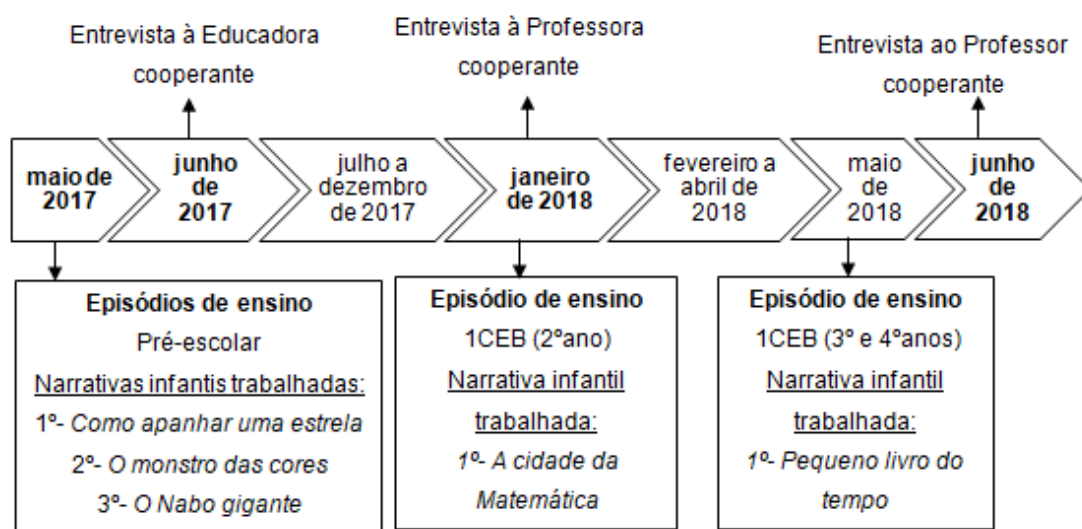 Entrevista à Educadora
cooperante
Entrevista à Professora
cooperante
Entrevista ao Professor
cooperante
maio de
2017
junho
de
2017
julho a
dezembro
de 2017
janeiro
de 2018
fevereiro a
abril de
2018
maio
de
2018
junho
de
2018
Episódios de ensino
Pré-escolar
Narrativas infantis trabalhadas:
1º- Como apanhar uma estrela
2º- O monstro das cores
3º- O Nabo gigante
Episódio de ensino
1CEB (2ºano)
Narrativa infantil
trabalhada:
1º- A cidade da
Matemática
Episódio de ensino
1CEB (3º e 4ºanos)
Narrativa infantil
trabalhada:
1º- Pequeno livro do
tempo